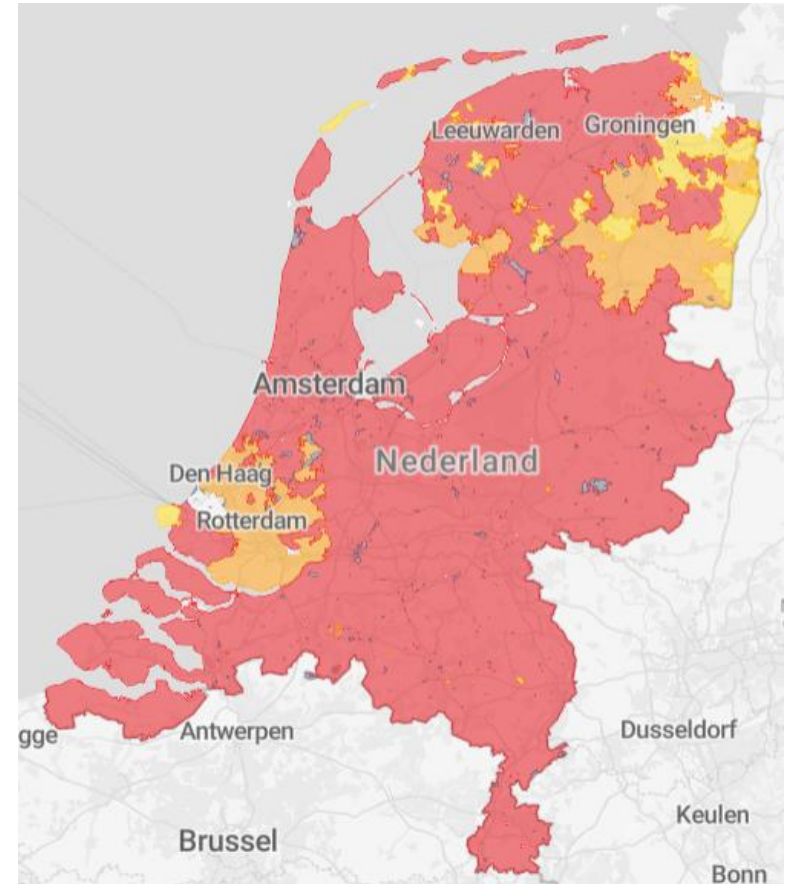 Leeuwarden
Groningen
Amsterdam
Nederland
Den Haag
Rotterdam
gge
Antwerpen
Dusseldorf
Keulen
Brussel
Bonn